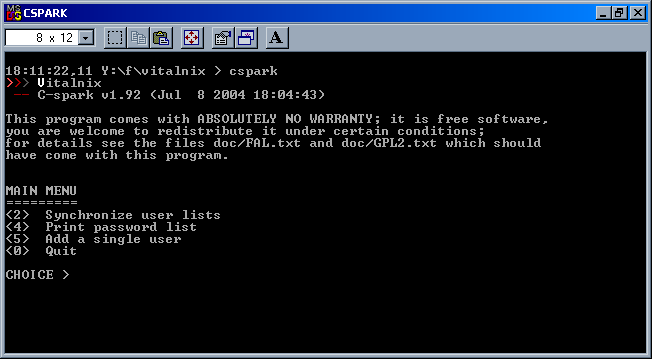 CSPARK
8 x 12
A
18:11:22,11 Y:\f\vitalnix > cspark
>>> Vitalnix
── C-spark v1.92 (Jul  8 2004 18:04:43)
This program comes with ABSOLUTELY NO WARRANTY; it is free software,
you are welcome to redistribute it under certain conditions;
for details see the files doc/FAL.txt and doc/GPL2.txt which should
have come with this program.
MAIN MENU
=========
<2>  Synchronize user lists
<4>  Print password list
<5>  Add a single user
<0>  Quit
CHOICE >